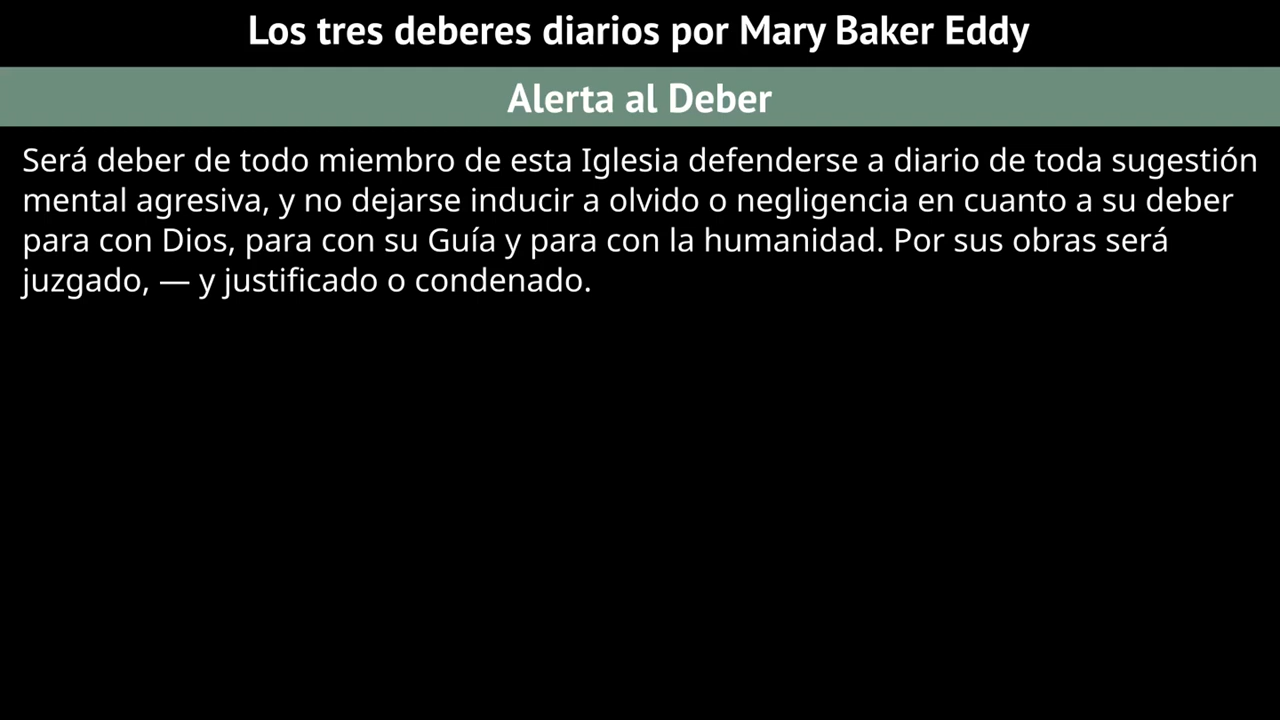 Los tres deberes diarios por Mary Baker Eddy
Alerta al Deber
Será deber de todo miembro de esta Iglesia defenderse a diario de toda sugestión
mental agresiva, y no dejarse inducir a olvido o negligencia en cuanto a su deber
para con Dios, para con su Guía y para con la humanidad. Por sus obras será
juzgado, — y justificado o condenado.